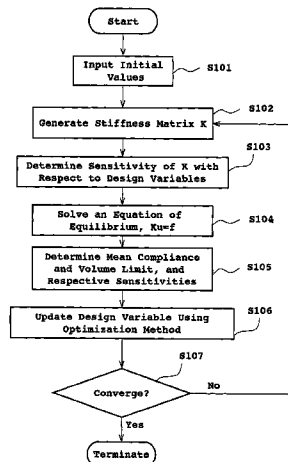 Start
Input Initial
Values
S101
Generate Stiffness Matrix K
S102
Determine Sensitivity of K with
Respect to Design Variables
S103
Solve an Equation of
Equilibrium, Ku=f
S104
Determine Mean Compliance
and Volume Limit, and
Respective Sensitivities
S105
Update Design Variable Using
Optimization Method
S106
S107
Converge?
No
Yes
Terminate